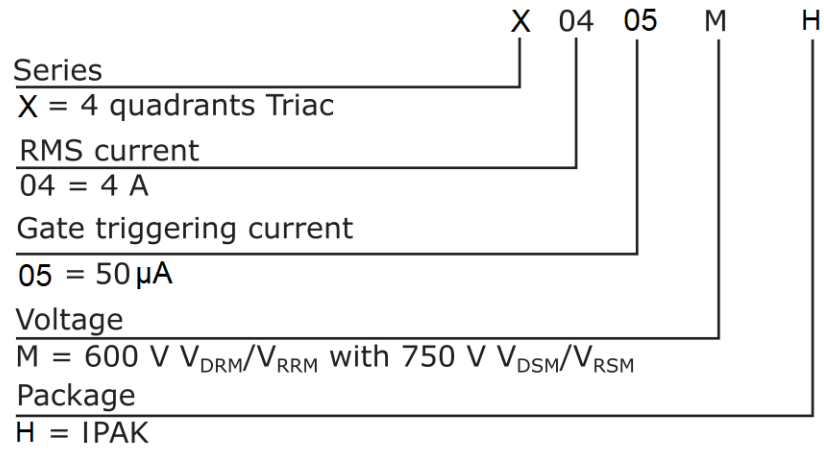 X 04 05 M H
Series
X = 4 quadrants Triac
RMS current
04 = 4 A
Gate triggering current
05 = 50 µA
Voltage
M = 600 V VDRM/VRRM with 750 V VDSM/VRSM
Package
H = IPAK